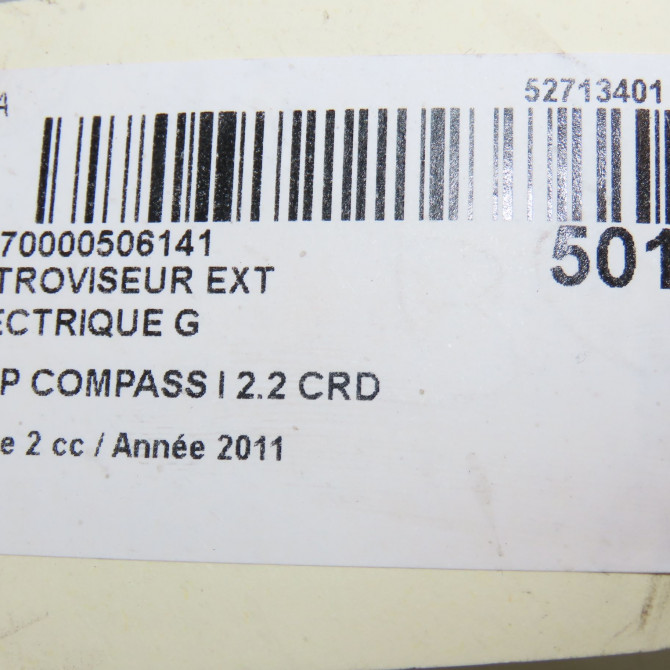 A 52713401
70000506141 501
TROVISEUR EXT
ECTRIQUE G
P COMPASS I 2.2 CRD
e 2 cc / Année 2011